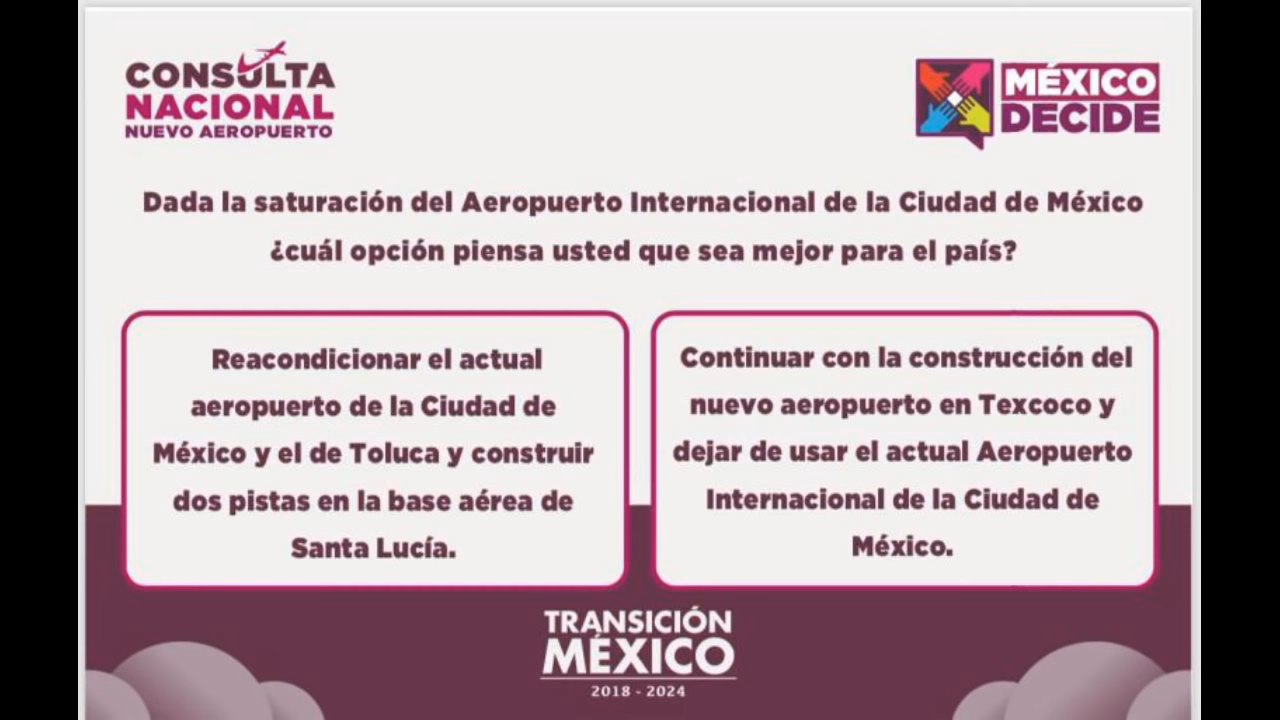 CONSULTA
NACIONAL
NUEVO AEROPUERTO
MÉXICO
DECIDE
Dada la saturación del Aeropuerto Internacional de la Ciudad de México
¿cuál opción piensa usted que sea mejor para el país?
Reacondicionar el actual
aeropuerto de la Ciudad de
México y el de Toluca y construir
dos pistas en la base aérea de
Santa Lucía.
Continuar con la construcción del
nuevo aeropuerto en Texcoco y
dejar de usar el actual Aeropuerto
Internacional de la Ciudad de
México.
TRANSICIÓN
MÉXICO
2018 - 2024